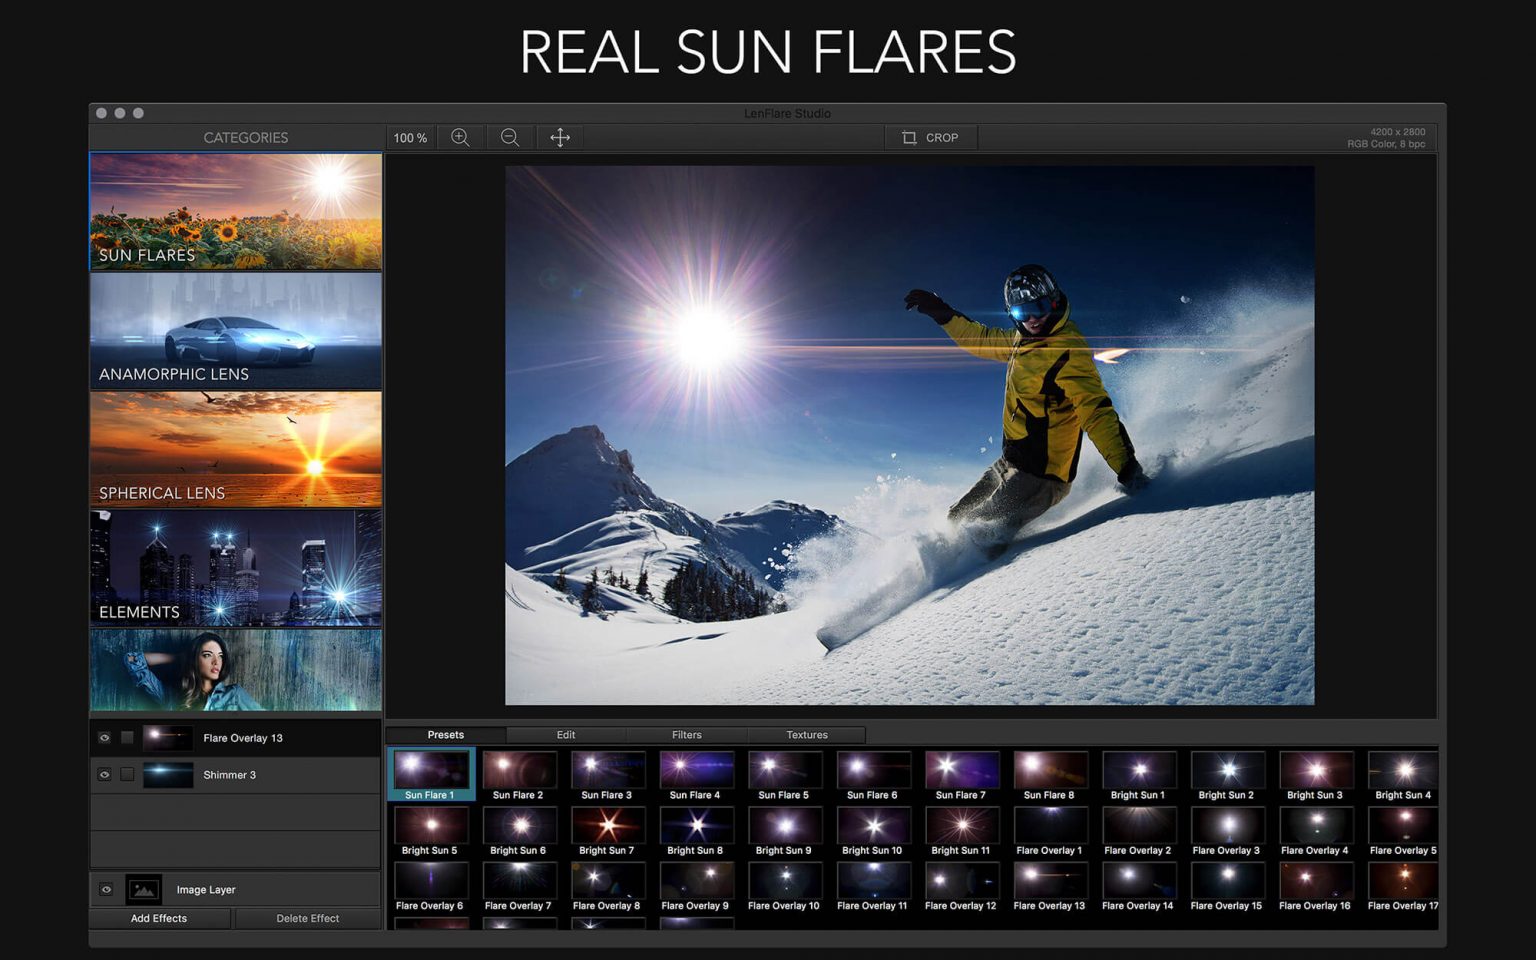 REAL SUN FLARES
LenFlare Studio
CATEGORIES
100 %
CROP
4200 x 2800
RGB Color, 8 bpc
SUN FLARES
ANAMORPHIC LENS
SPHERICAL LENS
ELEMENTS
Flare Overlay 13
Shimmer 3
Image Layer
Add Effects Delete Effect
Presets Edit Filters Textures
Sun Flare 1 Sun Flare 2 Sun Flare 3 Sun Flare 4 Sun Flare 5 Sun Flare 6 Sun Flare 7 Sun Flare 8 Bright Sun 1 Bright Sun 2 Bright Sun 3 Bright Sun 4
Bright Sun 5 Bright Sun 6 Bright Sun 7 Bright Sun 8 Bright Sun 9 Bright Sun 10 Bright Sun 11 Flare Overlay 1 Flare Overlay 2 Flare Overlay 3 Flare Overlay 4 Flare Overlay 5
Flare Overlay 6 Flare Overlay 7 Flare Overlay 8 Flare Overlay 9 Flare Overlay 10 Flare Overlay 11 Flare Overlay 12 Flare Overlay 13 Flare Overlay 14 Flare Overlay 15 Flare Overlay 16 Flare Overlay 17